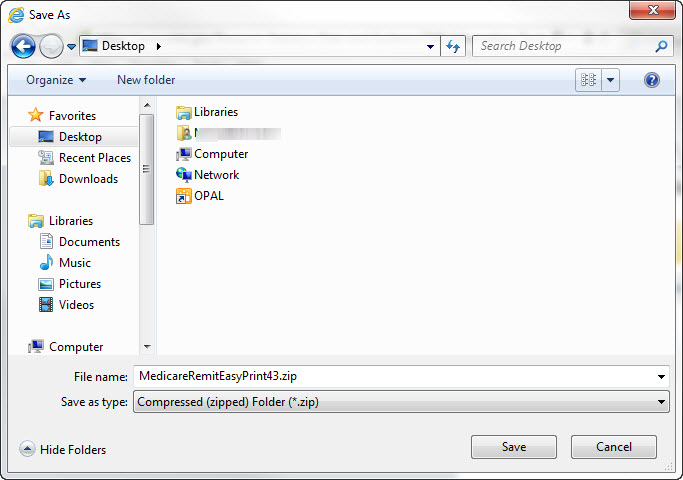 Save As
Desktop
Search Desktop
Organize
New folder
Favorites
Desktop
Recent Places
Downloads
Libraries
Documents
Music
Pictures
Videos
Computer
Libraries
Computer
Network
OPAL
File name: MedicareRemitEasyPrint43.zip
Save as type: Compressed (zipped) Folder (*.zip)
Hide Folders
Save
Cancel